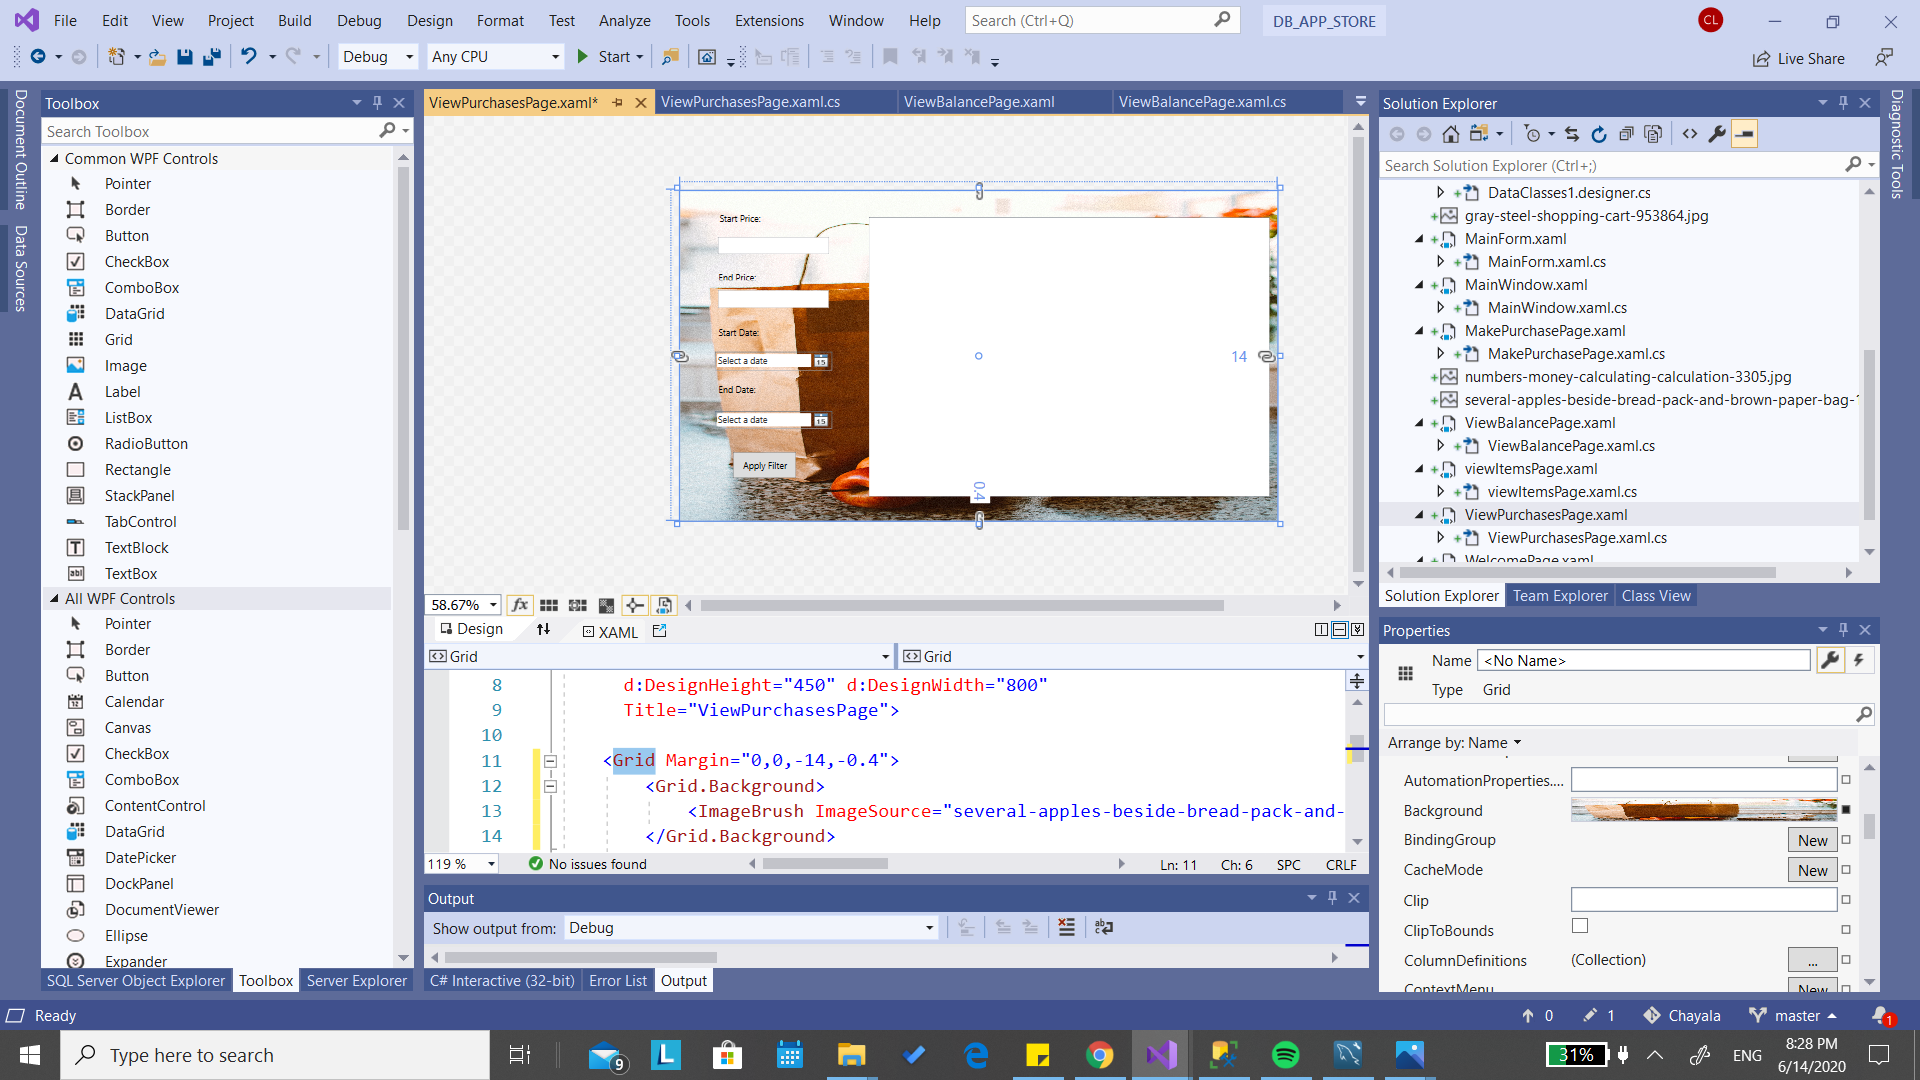 File Edit View Project Build Debug Design Format Test Analyze Tools Extensions Window Help Search (Ctrl+Q) DB_APP_STORE CL
Debug Any CPU Start Live Share
Document Outline
Data Sources
Toolbox
Search Toolbox
Common WPF Controls
Pointer
Border
Button
CheckBox
ComboBox
DataGrid
Grid
Image
Label
ListBox
RadioButton
Rectangle
StackPanel
TabControl
TextBlock
TextBox
All WPF Controls
Pointer
Border
Button
Calendar
Canvas
CheckBox
ComboBox
ContentControl
DataGrid
DatePicker
DockPanel
DocumentViewer
Ellipse
Expander
SQL Server Object Explorer Toolbox Server Explorer
ViewPurchasesPage.xaml* ViewPurchasesPage.xaml.cs ViewBalancePage.xaml ViewBalancePage.xaml.cs
Start Price:
End Price:
Start Date:
Select a date 15
End Date:
Select a date 15
Apply Filter
14
0.4
58.67%
Design XAML
Grid Grid
8 d:DesignHeight="450" d:DesignWidth="800"
9 Title="ViewPurchasesPage">
10
11 <Grid Margin="0,0,-14,-0.4">
12 <Grid.Background>
13 <ImageBrush ImageSource="several-apples-beside-bread-pack-and-
14 </Grid.Background>
119 % No issues found Ln: 11 Ch: 6 SPC CRLF
Output
Show output from: Debug
C# Interactive (32-bit) Error List Output
Solution Explorer
Search Solution Explorer (Ctrl+;)
DataClasses1.designer.cs
gray-steel-shopping-cart-953864.jpg
MainForm.xaml
MainForm.xaml.cs
MainWindow.xaml
MainWindow.xaml.cs
MakePurchasePage.xaml
MakePurchasePage.xaml.cs
numbers-money-calculating-calculation-3305.jpg
several-apples-beside-bread-pack-and-brown-paper-bag-
ViewBalancePage.xaml
ViewBalancePage.xaml.cs
viewItemsPage.xaml
viewItemsPage.xaml.cs
ViewPurchasesPage.xaml
ViewPurchasesPage.xaml.cs
WelcomePage.xaml
Solution Explorer Team Explorer Class View
Diagnostic Tools
Properties
Name <No Name>
Type Grid
Arrange by: Name
AutomationProperties....
Background
BindingGroup New
CacheMode New
Clip
ClipToBounds
ColumnDefinitions (Collection) ...
ContextMenu New
Ready 0 1 Chayala master 1
Type here to search 9 L 31% ENG 8:28 PM
6/14/2020